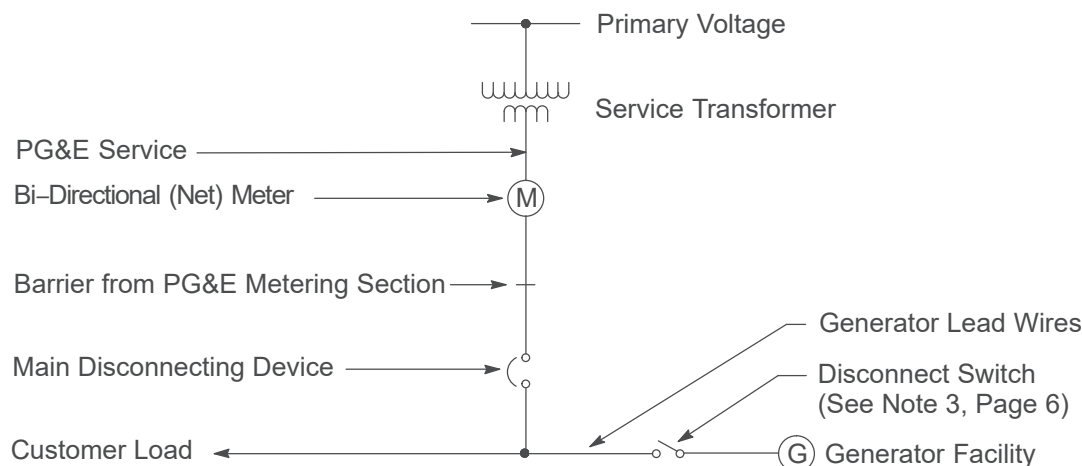 Primary Voltage
Service Transformer
PG&E Service
Bi–Directional (Net) Meter
M
Barrier from PG&E Metering Section
Generator Lead Wires
Main Disconnecting Device
Disconnect Switch
(See Note 3, Page 6)
Customer Load
G
Generator Facility